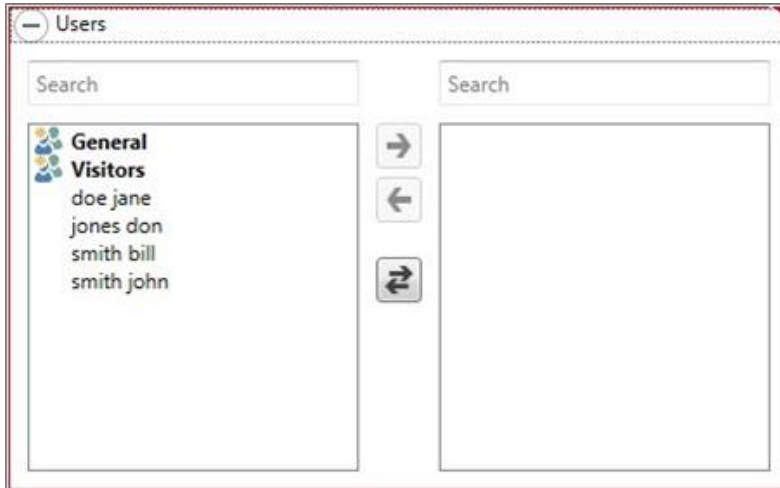 Users
Search
Search
General
Visitors
doe jane
jones don
smith bill
smith john